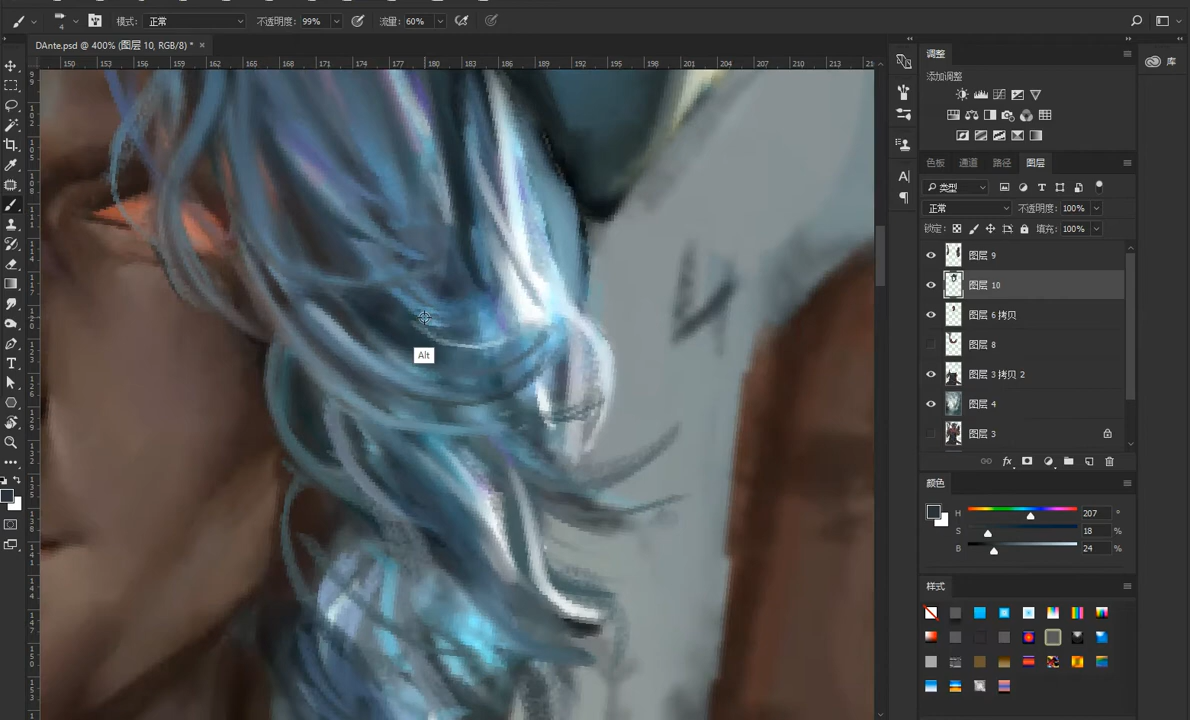 4 模式: 正常 不透明度: 99% 流量: 60%
DAnte.psd @ 400% (图层 10, RGB/8) * ×
150 153 156 159 162 165 168 171 174 177 180 183 186 189 192 195 198 201 204 207 210 213
Alt
调整
添加调整
库
色板 通道 路径 图层
类型
正常 不透明度: 100%
锁定: 填充: 100%
图层 9
图层 10
图层 6 拷贝
图层 8
图层 3 拷贝 2
图层 4
图层 3
fx
颜色
H 207 °
S 18 %
B 24 %
样式